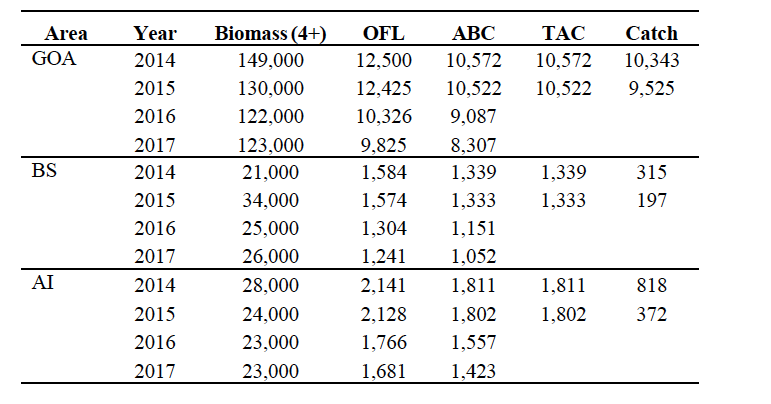 Area Year Biomass (4+) OFL ABC TAC Catch
GOA 2014 149,000 12,500 10,572 10,572 10,343
2015 130,000 12,425 10,522 10,522 9,525
2016 122,000 10,326 9,087
2017 123,000 9,825 8,307
BS 2014 21,000 1,584 1,339 1,339 315
2015 34,000 1,574 1,333 1,333 197
2016 25,000 1,304 1,151
2017 26,000 1,241 1,052
AI 2014 28,000 2,141 1,811 1,811 818
2015 24,000 2,128 1,802 1,802 372
2016 23,000 1,766 1,557
2017 23,000 1,681 1,423